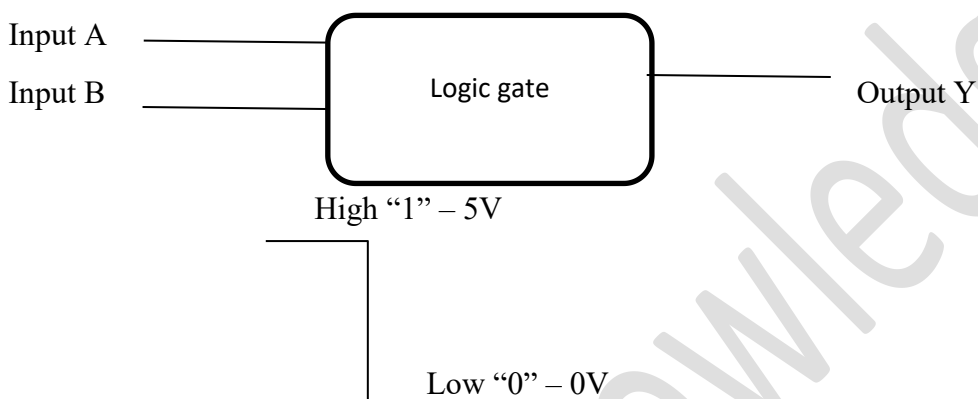 Input A
Input B
Logic gate
Output Y
High “1” – 5V
Low “0” – 0V